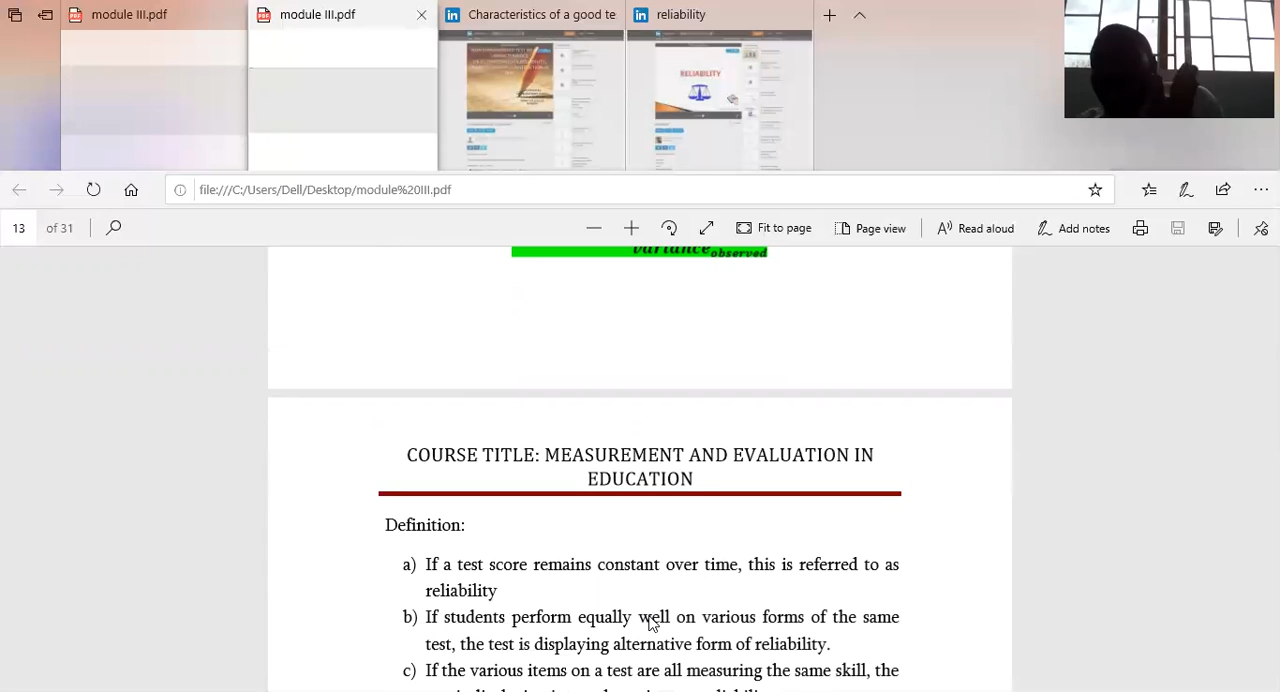 module III.pdf
module III.pdf
Characteristics of a good te
reliability
RELIABILITY
file:///C:/Users/Dell/Desktop/module%20III.pdf
13 of 31
Fit to page
Page view
Read aloud
Add notes
variance observed
COURSE TITLE: MEASUREMENT AND EVALUATION IN
EDUCATION
Definition:
a) If a test score remains constant over time, this is referred to as
reliability
b) If students perform equally well on various forms of the same
test, the test is displaying alternative form of reliability.
c) If the various items on a test are all measuring the same skill, the